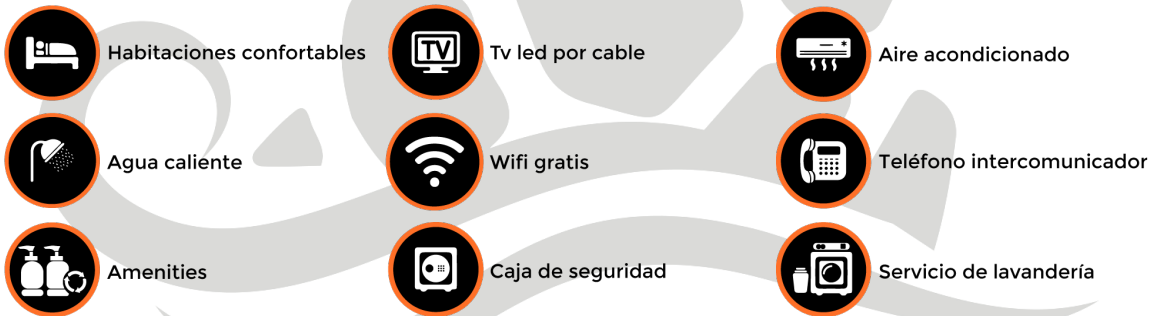 Habitaciones confortables
TV
Tv led por cable
Aire acondicionado
Agua caliente
Wifi gratis
Teléfono intercomunicador
Amenities
Caja de seguridad
Servicio de lavandería